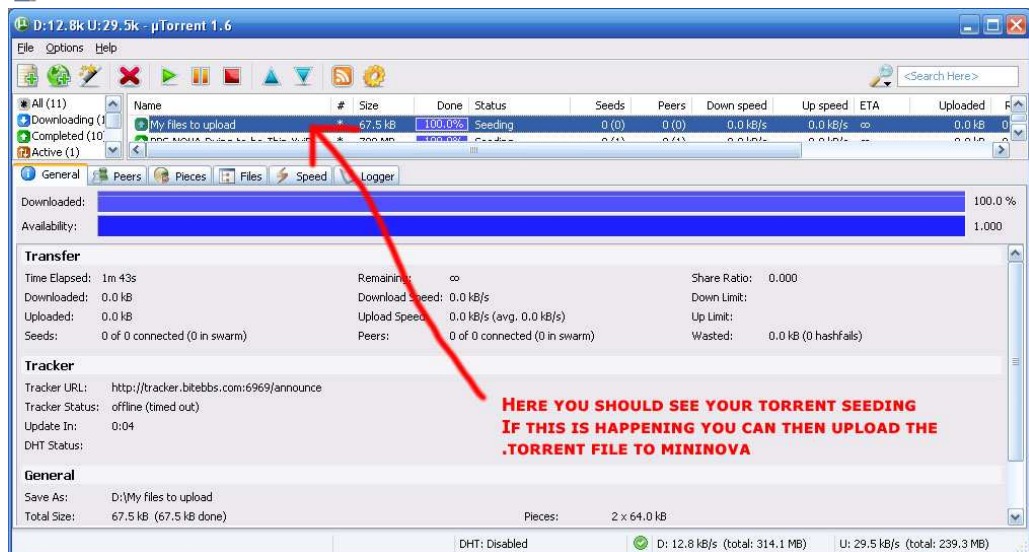 D:12.8k U:29.5k - µTorrent 1.6
File Options Help
<Search Here>
All (11)
Downloading (1
Completed (10
Active (1)
Name # Size Done Status Seeds Peers Down speed Up speed ETA Uploaded
My files to upload * 67.5 kB 100.0% Seeding 0 (0) 0 (0) 0.0 kB/s 0.0 kB/s ∞ 0.0 kB 0
General Peers Pieces Files Speed Logger
Downloaded: 100.0 %
Availability: 1.000
Transfer
Time Elapsed: 1m 43s Remaining: ∞ Share Ratio: 0.000
Downloaded: 0.0 kB Download Speed: 0.0 kB/s Down Limit:
Uploaded: 0.0 kB Upload Speed: 0.0 kB/s (avg. 0.0 kB/s) Up Limit:
Seeds: 0 of 0 connected (0 in swarm) Peers: 0 of 0 connected (0 in swarm) Wasted: 0.0 kB (0 hashfails)
Tracker
Tracker URL: http://tracker.bitebbs.com:6969/announce
Tracker Status: offline (timed out)
Update In: 0:04
DHT Status:
HERE YOU SHOULD SEE YOUR TORRENT SEEDING
IF THIS IS HAPPENING YOU CAN THEN UPLOAD THE
.TORRENT FILE TO MININOVA
General
Save As: D:\My files to upload
Total Size: 67.5 kB (67.5 kB done) Pieces: 2 x 64.0 kB
DHT: Disabled D: 12.8 kB/s (total: 314.1 MB) U: 29.5 kB/s (total: 239.3 MB)